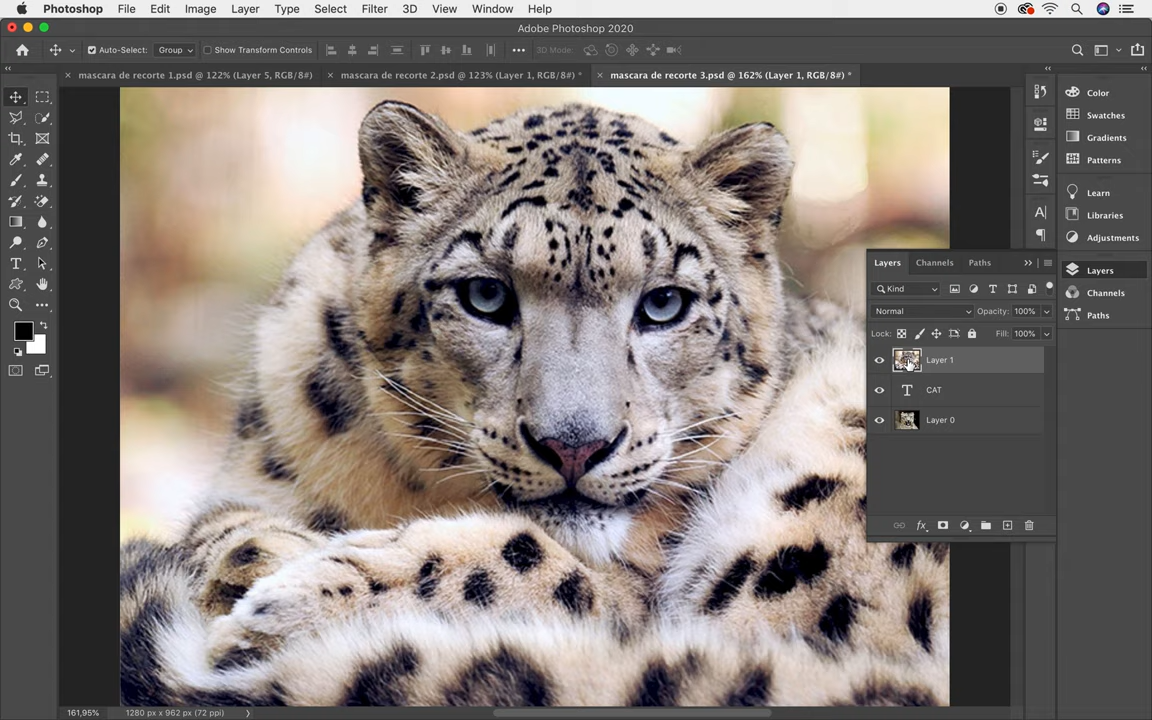 Photoshop File Edit Image Layer Type Select Filter 3D View Window Help
Adobe Photoshop 2020
Auto-Select: Group Show Transform Controls 3D Mode:
mascara de recorte 1.psd @ 122% (Layer 5, RGB/8#)
mascara de recorte 2.psd @ 123% (Layer 1, RGB/8#) *
mascara de recorte 3.psd @ 162% (Layer 1, RGB/8#) *
Color
Swatches
Gradients
Patterns
Learn
Libraries
Adjustments
Layers
Channels
Paths
Layers Channels Paths
Kind
Normal Opacity: 100%
Lock: Fill: 100%
Layer 1
CAT
Layer 0
161,95% 1280 px x 962 px (72 ppi)